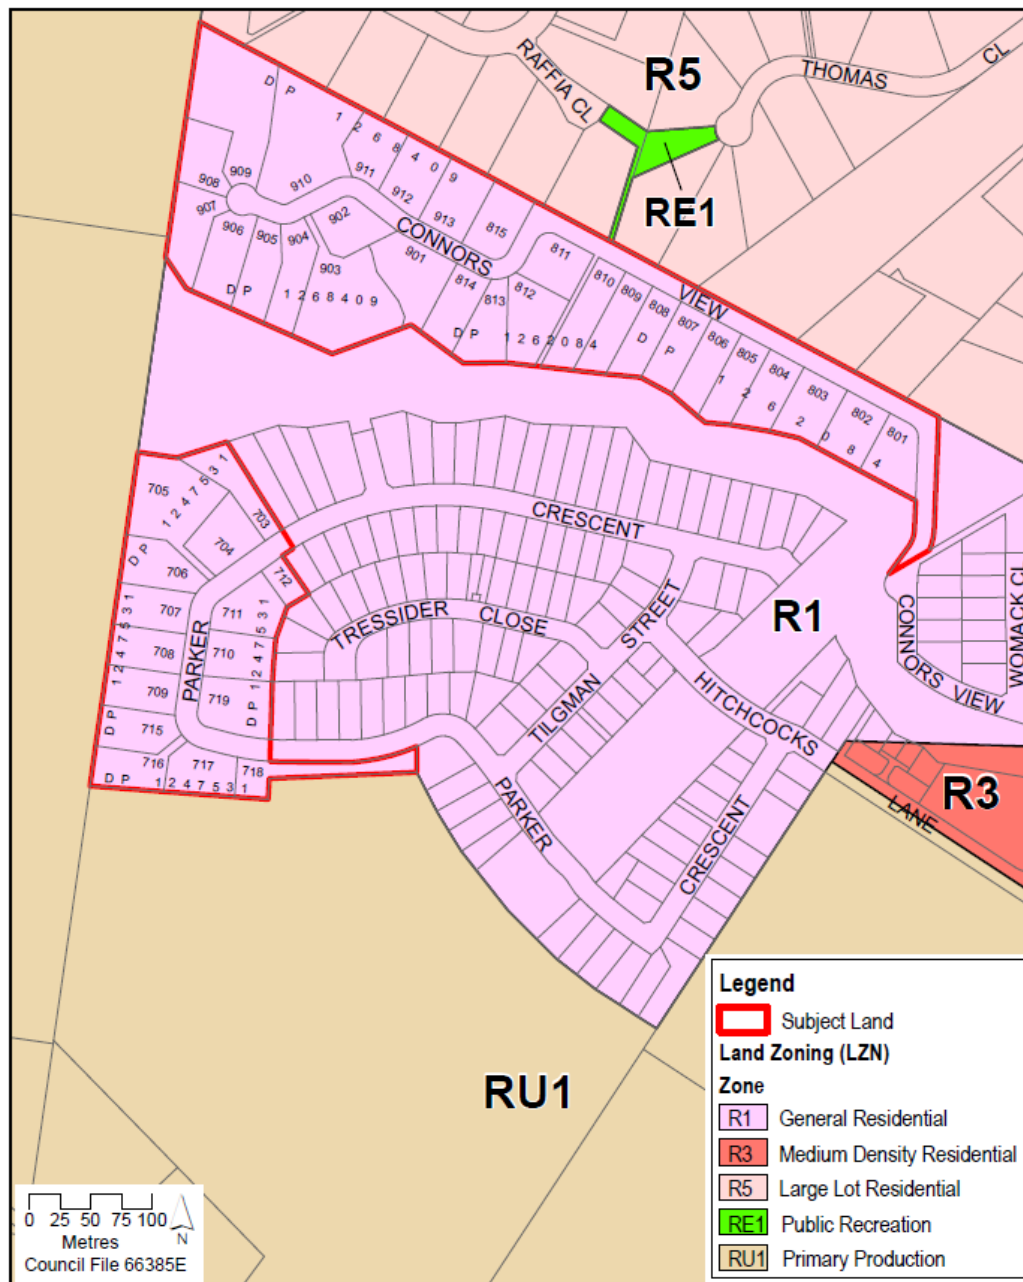 R5
RAFFIA CL
THOMAS
CL
RE1
D P 1 2 6 8 4 0 9
909
910
911
912
913
815
908
907
906
905
904
902
903
901
CONNORS
814
813
812
811
810
809
808
807
806
805
804
803
802
801
VIEW
D P 1 2 6 8 4 0 9
D P 1 2 6 2 0 8 4
D P 1 2 6 2 0 8 4
705
1 2 4 7 5 3 1
D P
703
704
706
712
707
711
708
710
709
719
715
716
717
718
PARKER
D P 1 2 4 7 5 3 1
D P 1 2 4 7 5 3 1
D P 1 2 4 7 5 3 1
CRESCENT
TRESSIDER CLOSE
STREET
TILGMAN
R1
HITCHCOCKS
LANE
CONNORS VIEW
WOMACK CL
R3
PARKER
CRESCENT
RU1
Legend
Subject Land
Land Zoning (LZN)
Zone
R1 General Residential
R3 Medium Density Residential
R5 Large Lot Residential
RE1 Public Recreation
RU1 Primary Production
0 25 50 75 100
Metres
N
Council File 66385E